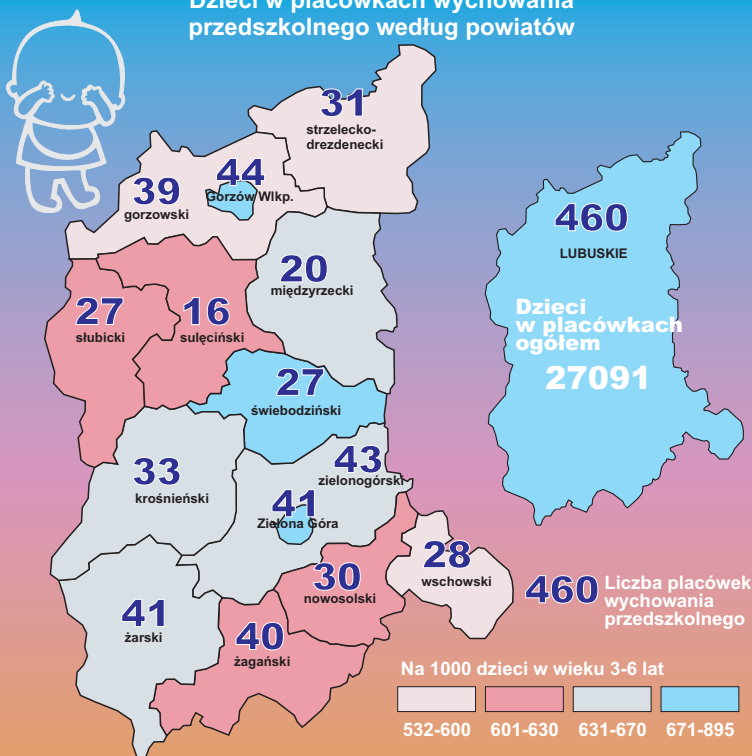 Dzieci w placówkach wychowania
przedszkolnego według powiatów
31
strzelecko-
drezdenecki
44
Gorzów Wlkp.
39
gorzowski
460
LUBUSKIE
20
międzyrzecki
27
słubicki
16
sulęciński
Dzieci
w placówkach
ogółem
27091
27
świebodziński
43
zielonogórski
33
krośnieński
41
Zielona Góra
28
wschowski
30
nowosolski
460 Liczba placówek
wychowania
przedszkolnego
41
żarski
40
żagański
Na 1000 dzieci w wieku 3-6 lat
532-600 601-630 631-670 671-895